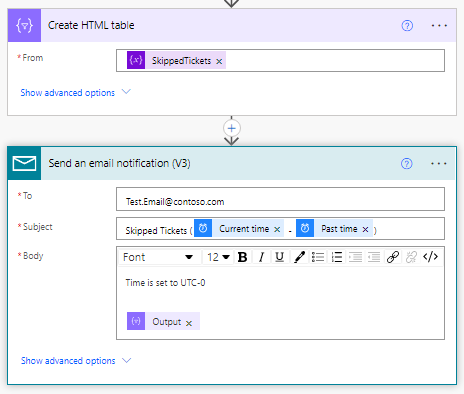 Create HTML table
* From
SkippedTickets ×
Show advanced options
Send an email notification (V3)
* To
Test.Email@contoso.com
* Subject
Skipped Tickets ( Current time × - Past time × )
* Body
Font 12 B I U </>
Time is set to UTC-0
Output ×
Show advanced options